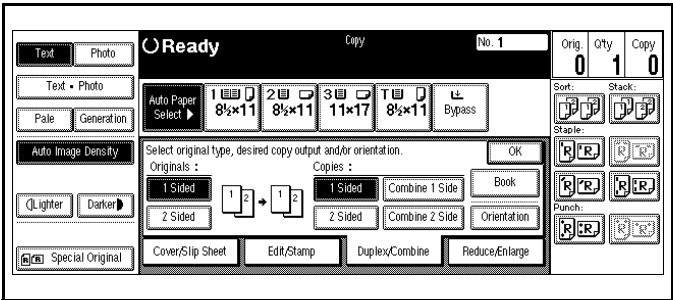 Text Photo
Text • Photo
Pale Generation
Auto Image Density
Lighter Darker
R R Special Original
Ready Copy No. 1
Orig. Q'ty Copy
0 1 0
Auto Paper Select ▶
1 8½×11
2 8½×11
3 11×17
T 8½×11
Bypass
Select original type, desired copy output and/or orientation.
OK
Originals :
Copies :
1 Sided
1 2 → 1 2
1 Sided
Combine 1 Side
Book
2 Sided
2 Sided
Combine 2 Side
Orientation
Cover/Slip Sheet
Edit/Stamp
Duplex/Combine
Reduce/Enlarge
Sort: Stack:
Staple:
R R R R
R R R R
Punch:
R R R R